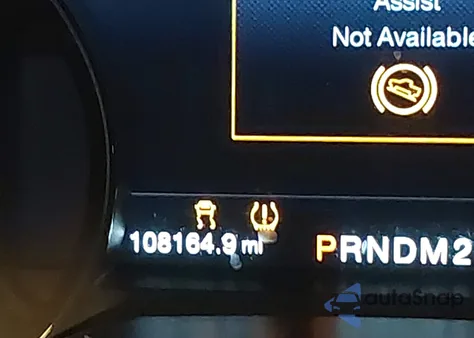 Assist
Not Available
108164.9 mi
PRNDM2
autoSnap